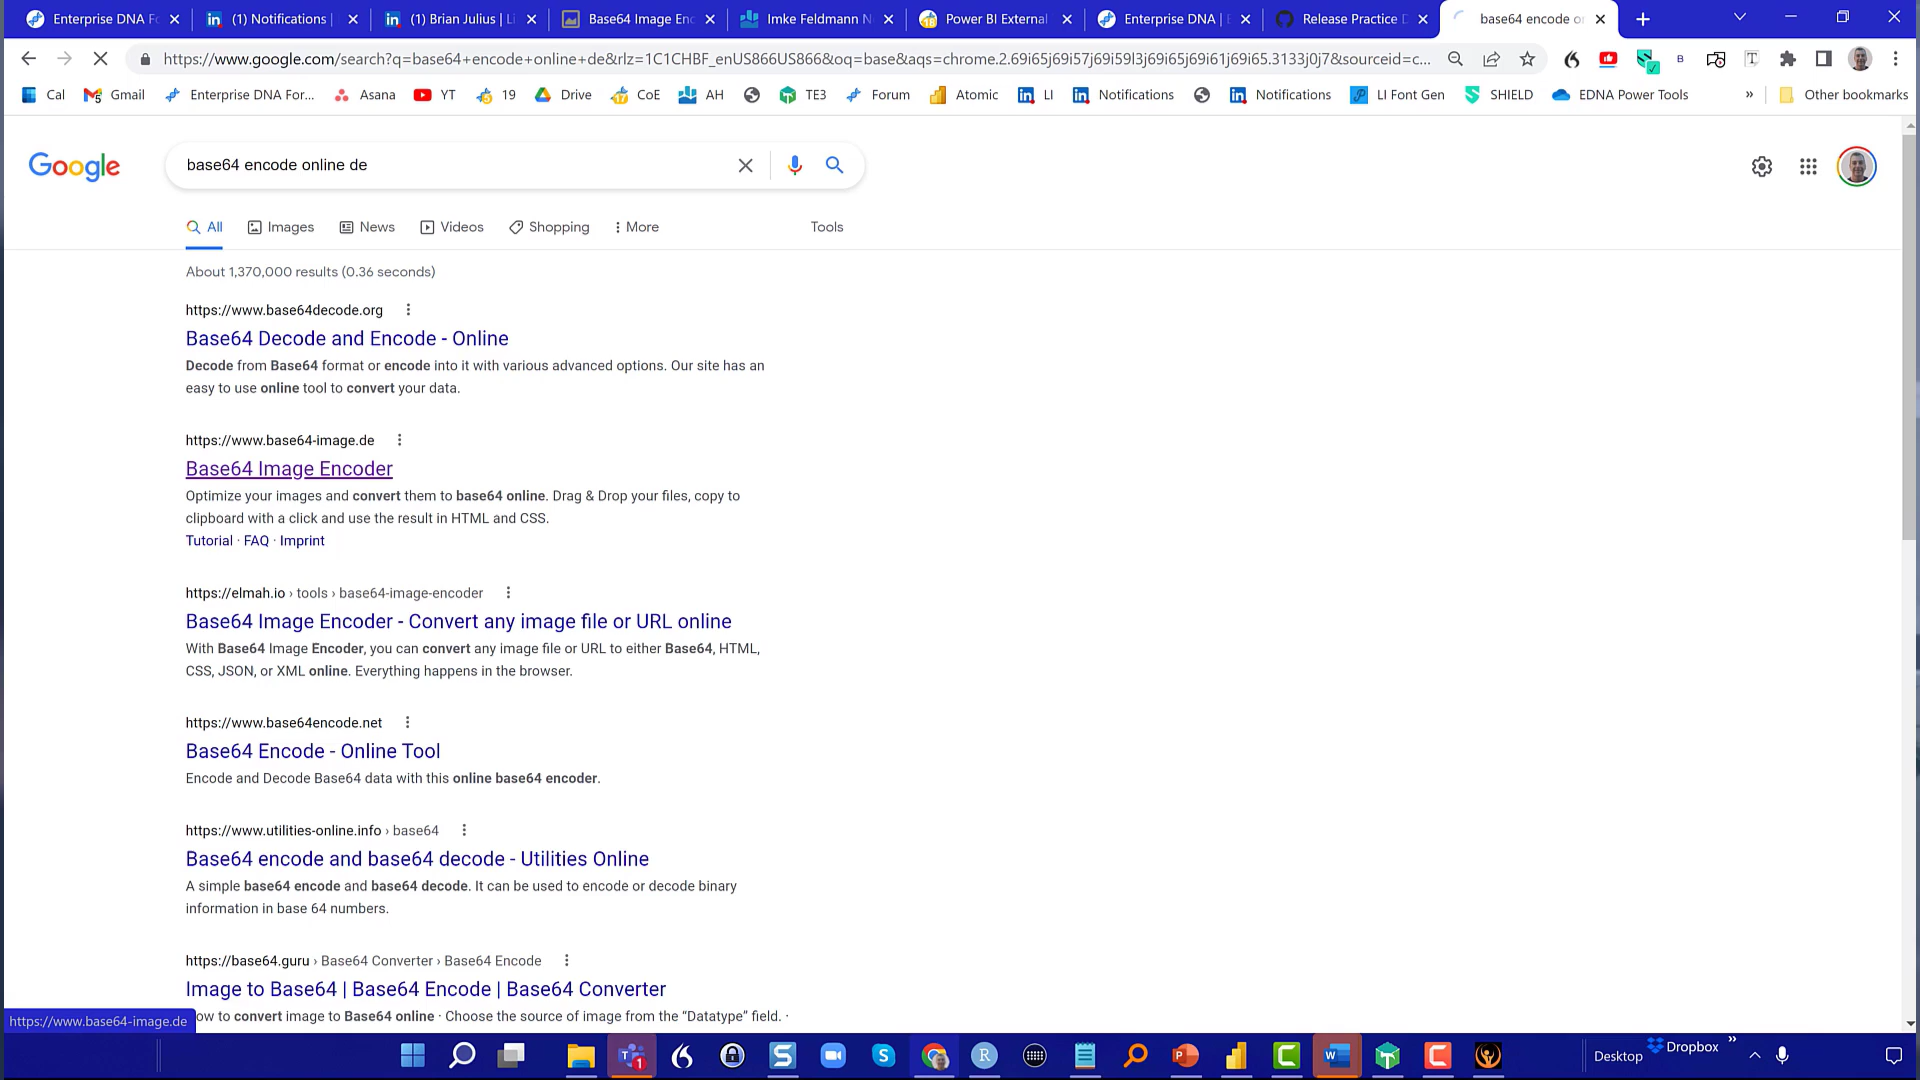 Enterprise DNA Fo
(1) Notifications |
(1) Brian Julius | Li
Base64 Image Enc
Imke Feldmann N
Power BI External
Enterprise DNA | E
Release Practice D
base64 encode on
https://www.google.com/search?q=base64+encode+online+de&rlz=1C1CHBF_enUS866US866&oq=base&aqs=chrome.2.69i65j69i57j69i59l3j69i65j69i61j69i65.3133j0j7&sourceid=c...
Cal
Gmail
Enterprise DNA For...
Asana
YT
19
Drive
CoE
AH
TE3
Forum
Atomic
LI
Notifications
Notifications
LI Font Gen
SHIELD
EDNA Power Tools
»
Other bookmarks
Google
base64 encode online de
All
Images
News
Videos
Shopping
More
Tools
About 1,370,000 results (0.36 seconds)
https://www.base64decode.org
Base64 Decode and Encode - Online
Decode from Base64 format or encode into it with various advanced options. Our site has an
easy to use online tool to convert your data.
https://www.base64-image.de
Base64 Image Encoder
Optimize your images and convert them to base64 online. Drag & Drop your files, copy to
clipboard with a click and use the result in HTML and CSS.
Tutorial · FAQ · Imprint
https://elmah.io › tools › base64-image-encoder
Base64 Image Encoder - Convert any image file or URL online
With Base64 Image Encoder, you can convert any image file or URL to either Base64, HTML,
CSS, JSON, or XML online. Everything happens in the browser.
https://www.base64encode.net
Base64 Encode - Online Tool
Encode and Decode Base64 data with this online base64 encoder.
https://www.utilities-online.info › base64
Base64 encode and base64 decode - Utilities Online
A simple base64 encode and base64 decode. It can be used to encode or decode binary
information in base 64 numbers.
https://base64.guru › Base64 Converter › Base64 Encode
Image to Base64 | Base64 Encode | Base64 Converter
ow to convert image to Base64 online · Choose the source of image from the “Datatype” field. ·
https://www.base64-image.de
Desktop
Dropbox
»